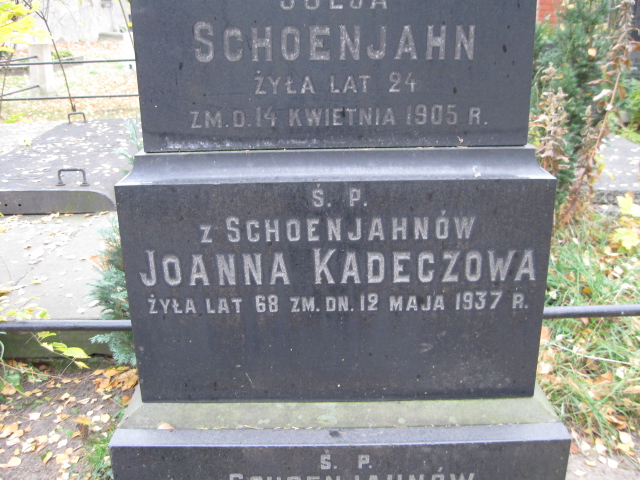 SCHOENJAHN
ŻYŁA LAT 24
ZM. D. 14 KWIETNIA 1905 R.
Ś. P.
Z SCHOENJAHNÓW
JOANNA KADECZOWA
ŻYŁA LAT 68 ZM. DN. 12 MAJA 1937 R.
Ś. P.
SCHOENJAHNÓW